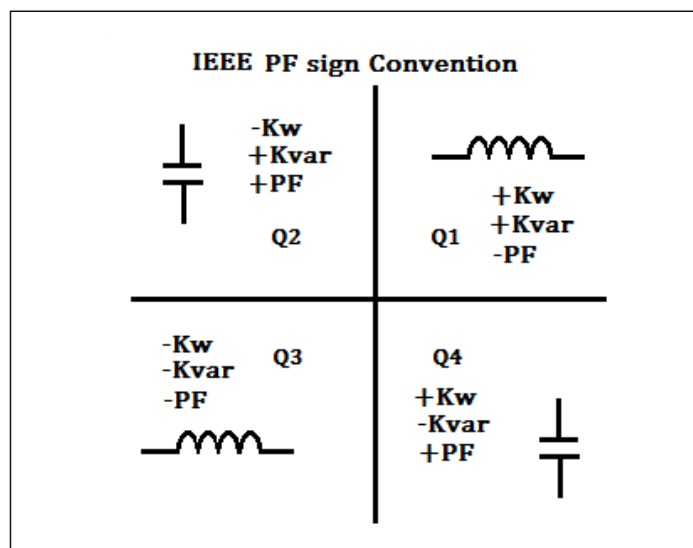 IEEE PF sign Convention
-Kw
+Kvar
+PF
Q2
Q1
+Kw
+Kvar
-PF
-Kw
-Kvar
-PF
Q3
Q4
+Kw
-Kvar
+PF